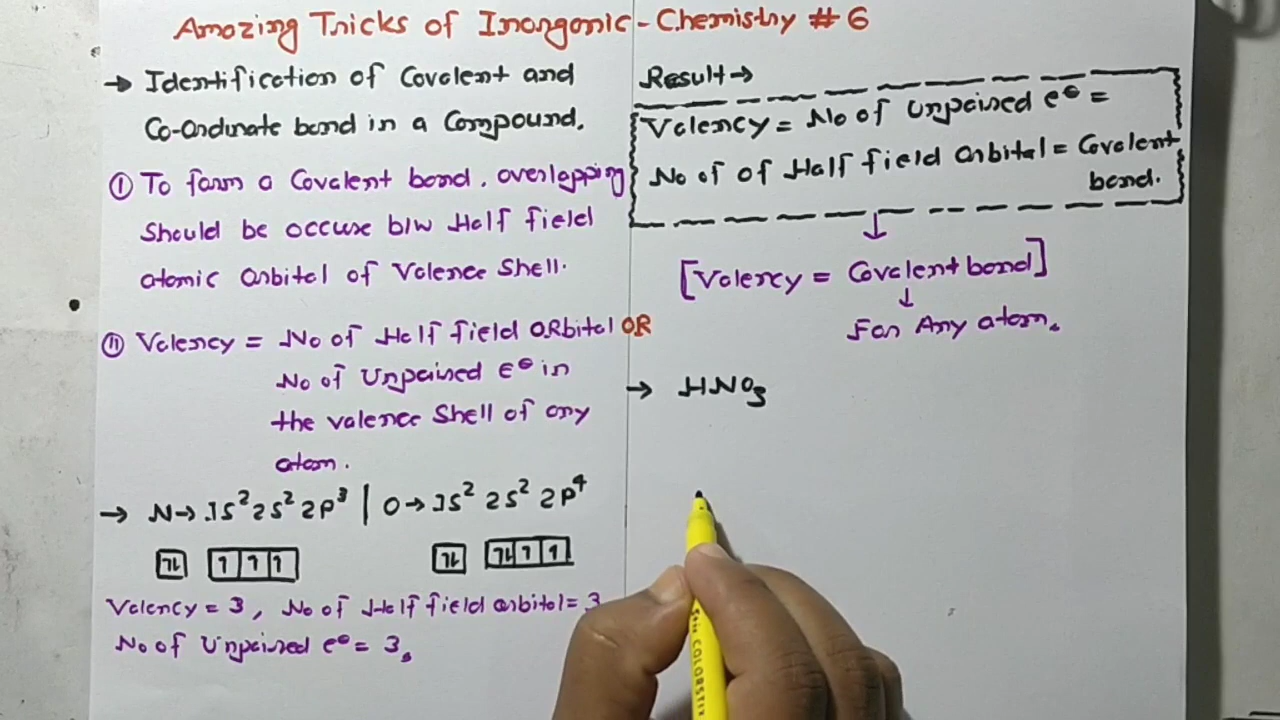 Amazing Tricks of Inorganic-Chemistry #6
→ Identification of Covalent and
Co-Ordinate bond in a Compound.
① To form a Covalent bond. overlapping
Should be occuse b/w Half field
atomic orbital of Valence Shell.
② Valency = No of Half field ORbital OR
No of Unpaired e⊖ in
the valence Shell of any
atom.
→ N→ 1S² 2S² 2P³ | O→ 1S² 2S² 2P⁴
↿⇂ ↿ ↿ ↿ ↿⇂ ↿⇂ ↿ ↿
Valency = 3, No of Half field orbital = 3
No of Unpaired e⊖ = 3,
Result →
Valency = No of Unpaired e⊖ =
No of of Half field orbital = Covalent
bond.
↓
[Valency = Covalent bond]
↓
For Any atom.
→ HNO₃
COLORSTIX